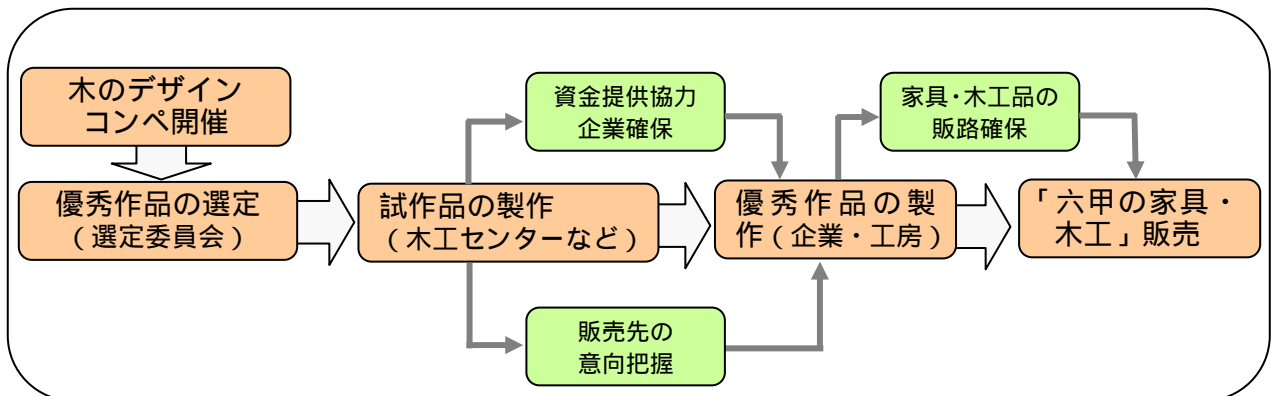 木のデザイン
コンペ開催
優秀作品の選定
（選定委員会）
試作品の製作
（木工センターなど）
資金提供協力
企業確保
販売先の
意向把握
優秀作品の製
作（企業・工房）
家具・木工品の
販路確保
「六甲の家具・
木工」販売